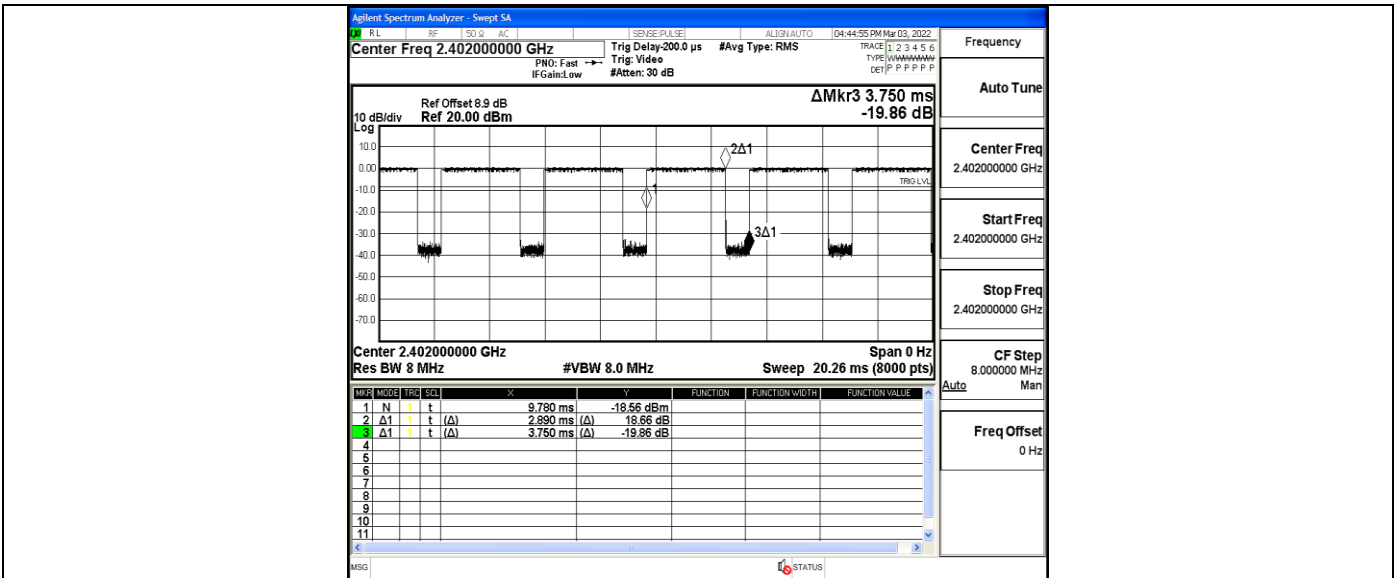 Agilent Spectrum Analyzer - Swept SA
LXI RL RF 50 Ω AC SENSE:PULSE ALIGN AUTO 04:44:55 PM Mar 03, 2022
Center Freq 2.402000000 GHz
PNO: Fast
IFGain:Low
Trig Delay-200.0 µs
Trig: Video
#Atten: 30 dB
#Avg Type: RMS
TRACE 1 2 3 4 5 6
TYPE
DET P P P P P P
ΔMkr3 3.750 ms
-19.86 dB
Ref Offset 8.9 dB
10 dB/div Ref 20.00 dBm
Log
10.0
0.00
-10.0
-20.0
-30.0
-40.0
-50.0
-60.0
-70.0
2Δ1
TRIG LVL
1
3Δ1
Center 2.402000000 GHz Span 0 Hz
Res BW 8 MHz #VBW 8.0 MHz Sweep 20.26 ms (8000 pts)
MKR MODE TRC SCL X Y FUNCTION FUNCTION WIDTH FUNCTION VALUE
1 N 1 t 9.780 ms -18.56 dBm
2 Δ1 1 t (Δ) 2.890 ms (Δ) 18.66 dB
3 Δ1 1 t (Δ) 3.750 ms (Δ) -19.86 dB
4
5
6
7
8
9
10
11
MSG STATUS
Frequency
Auto Tune
Center Freq
2.402000000 GHz
Start Freq
2.402000000 GHz
Stop Freq
2.402000000 GHz
CF Step
8.000000 MHz
Auto Man
Freq Offset
0 Hz